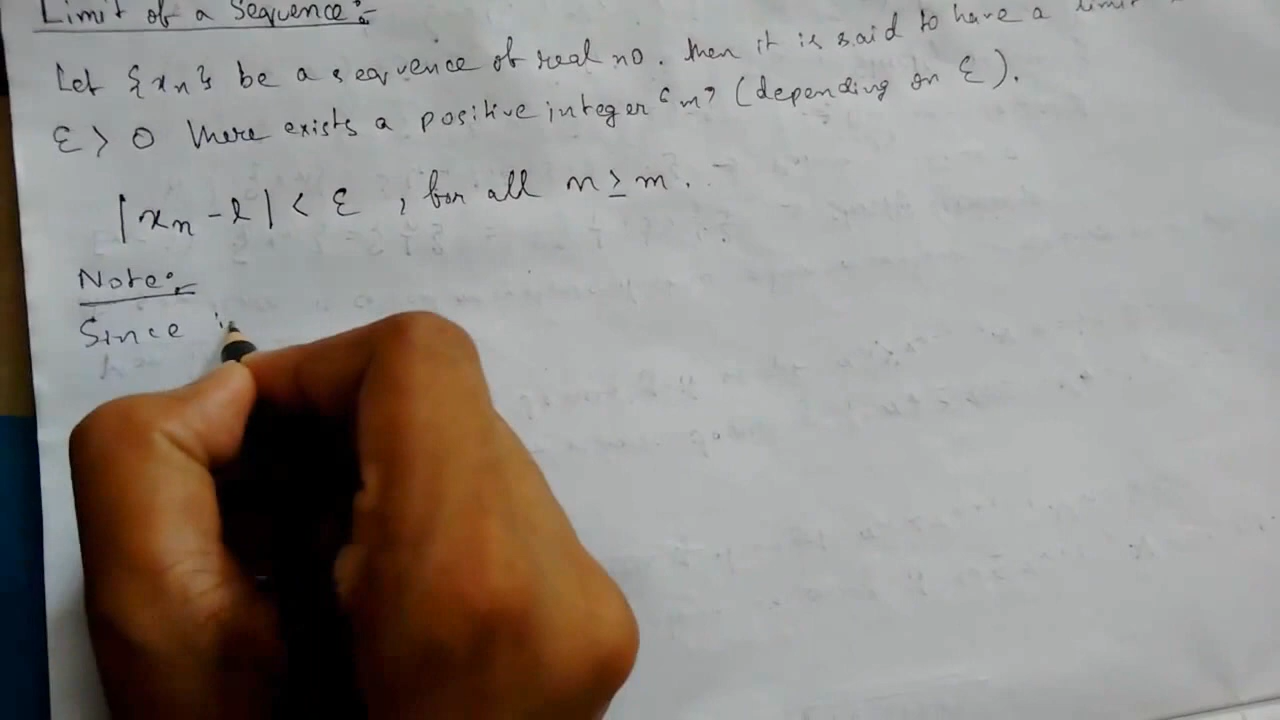 Limit of a Sequence:-
Let {xn} be a sequence of real no. then it is said to have a limit
ε > 0 there exists a positive integer 'm' (depending on ε).
|xn - l| < ε , for all n ≥ m.
Note:-
Since